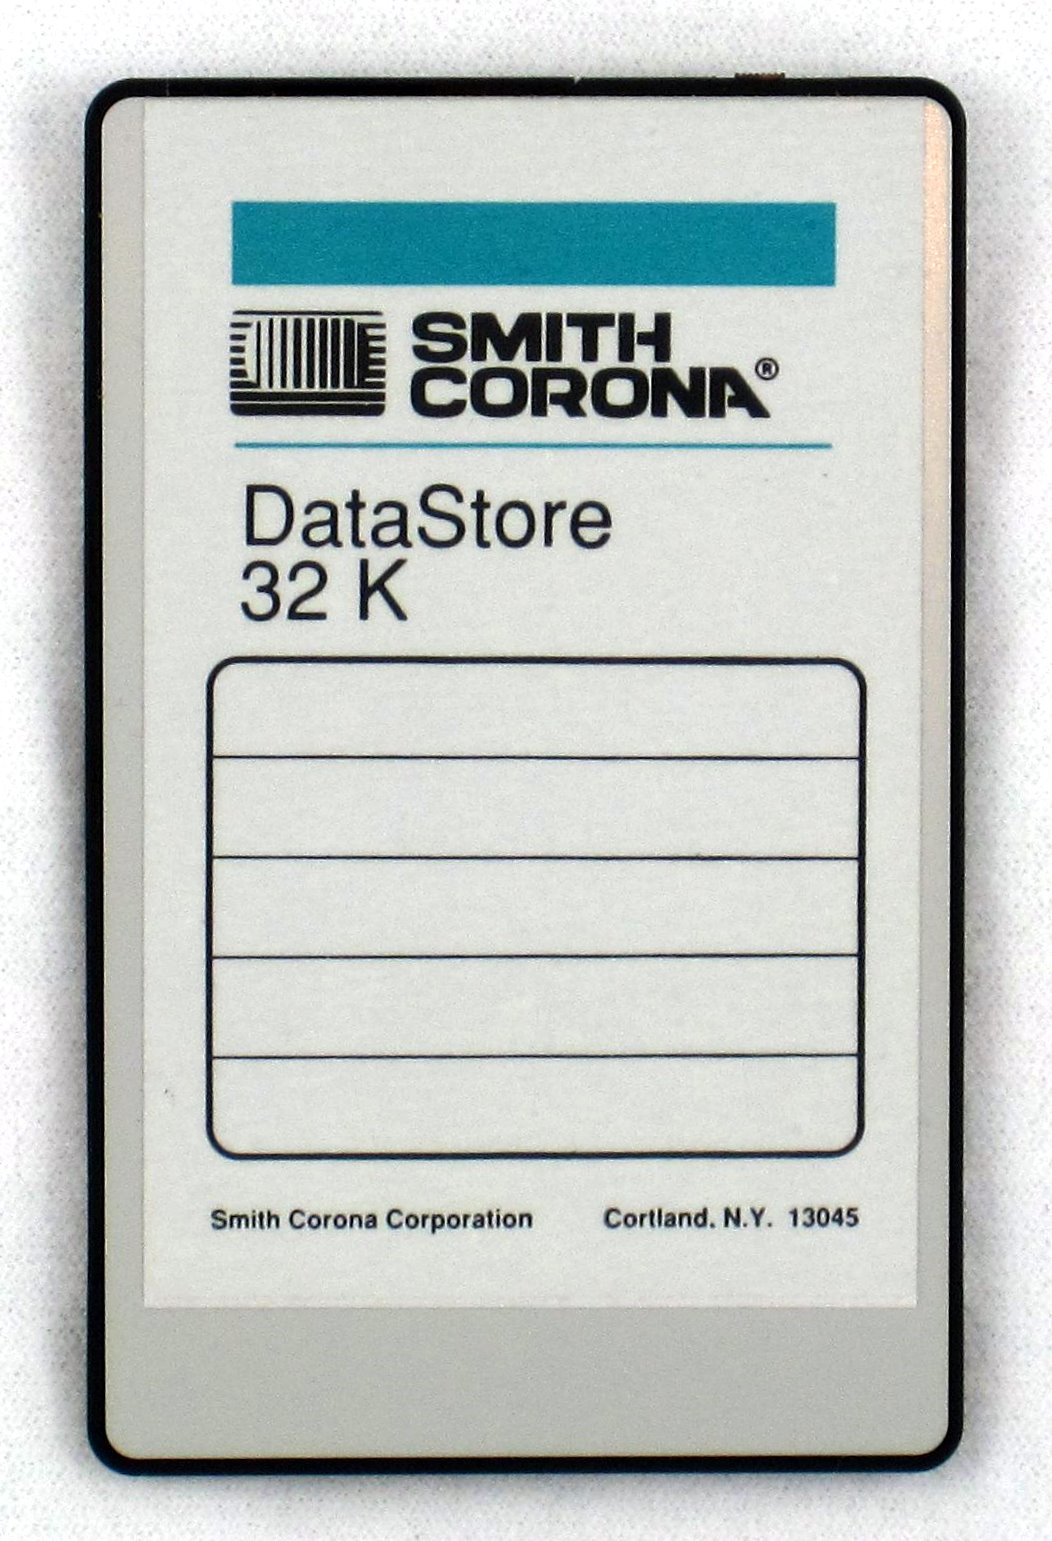 SMITH
CORONA®
DataStore
32 K
Smith Corona Corporation Cortland, N.Y. 13045